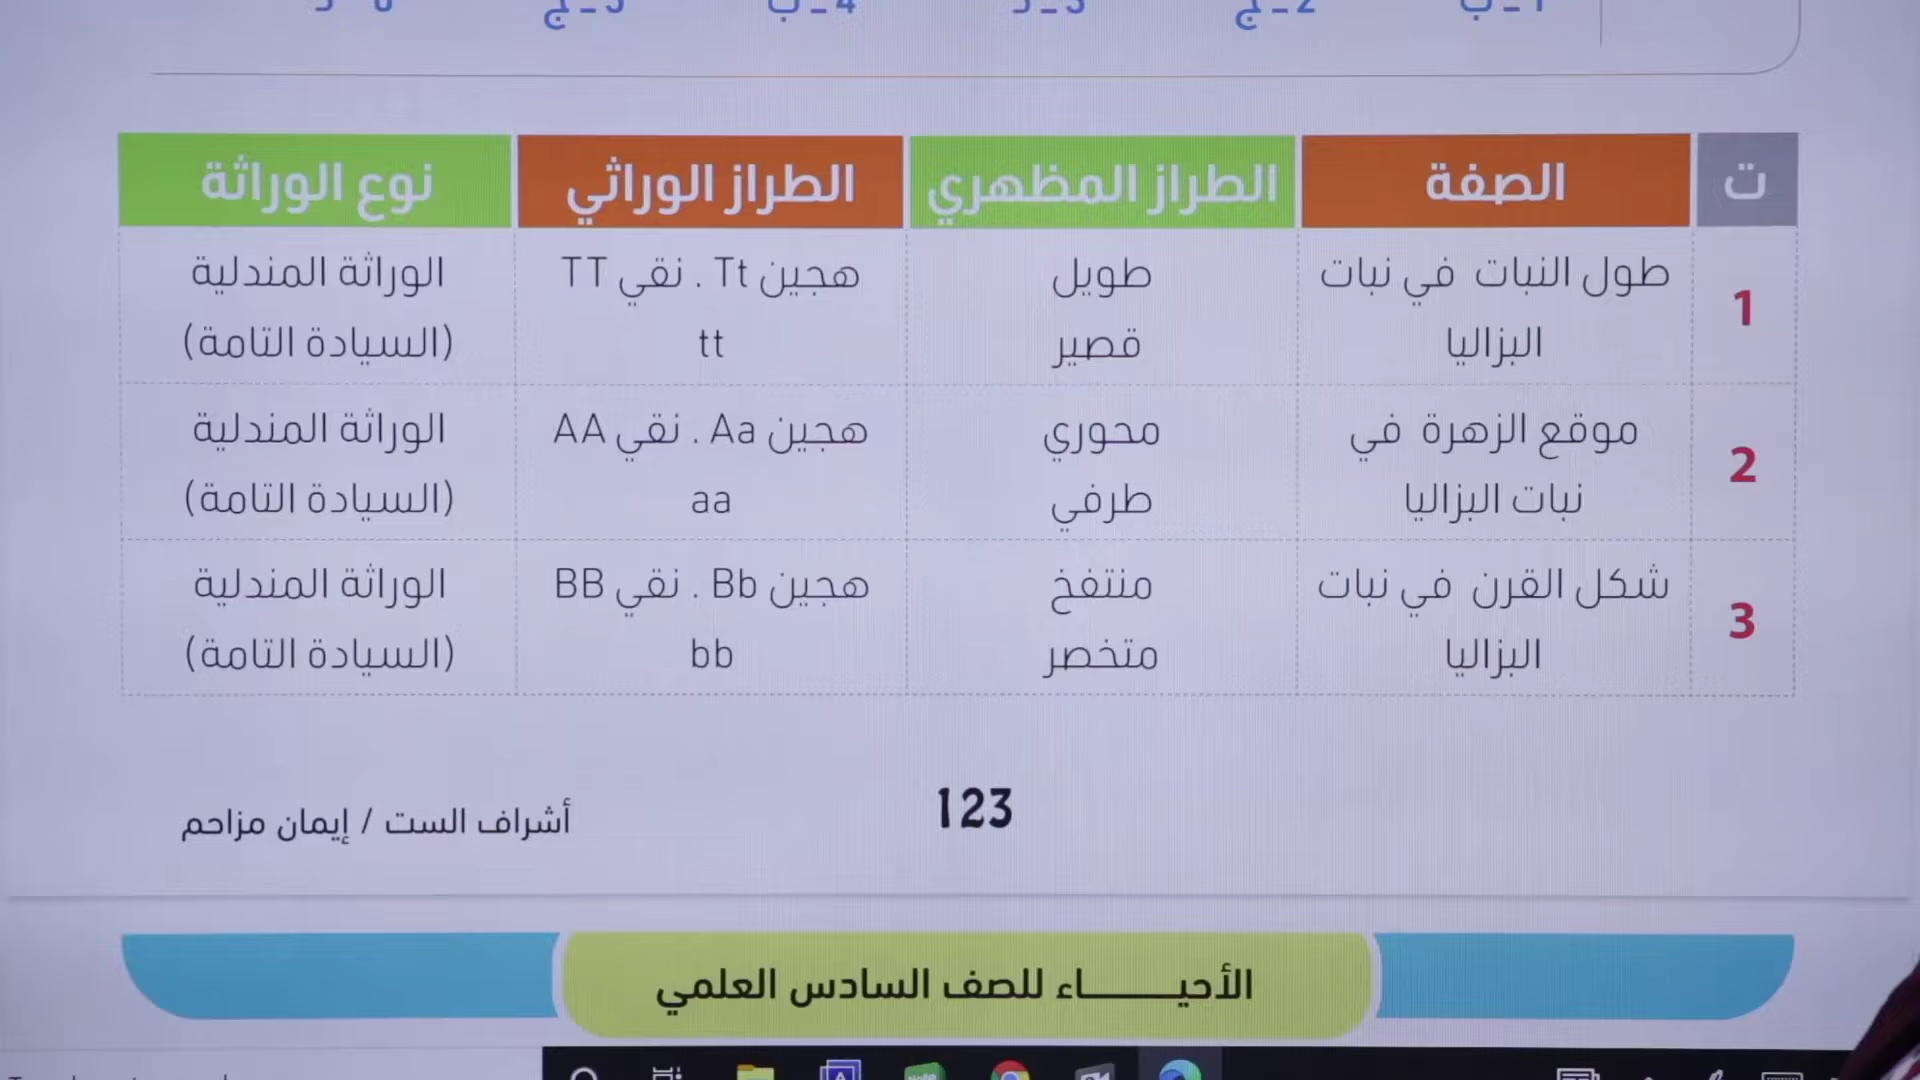 1 ـ ب 2 ـ ج 4 ـ ب
ت الصفة الطراز المظهري الطراز الوراثي نوع الوراثة
1 طول النبات في نبات البزاليا طويل قصير هجين Tt . نقي TT tt الوراثة المندلية (السيادة التامة)
2 موقع الزهرة في نبات البزاليا محوري طرفي هجين Aa . نقي AA aa الوراثة المندلية (السيادة التامة)
3 شكل القرن في نبات البزاليا منتفخ متخصر هجين Bb . نقي BB bb الوراثة المندلية (السيادة التامة)
123
أشراف الست / إيمان مزاحم
الأحيـــــــاء للصف السادس العلمي